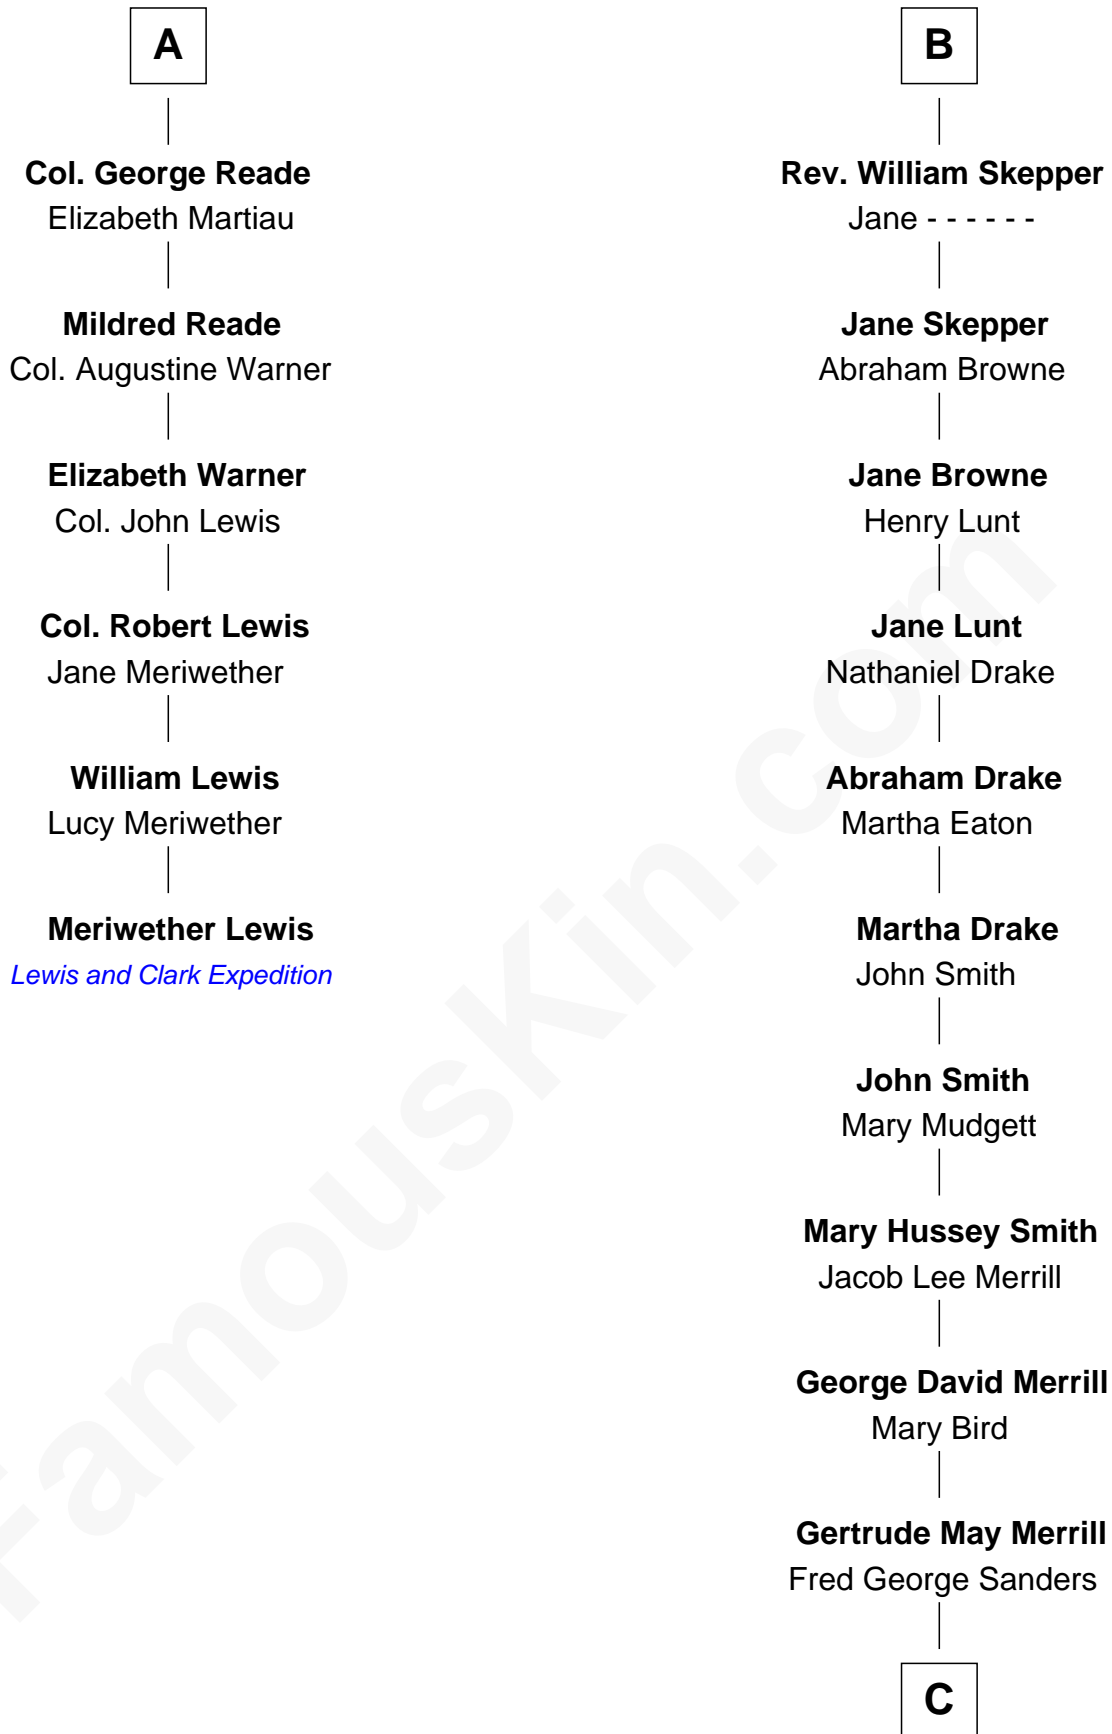 A
Col. George Reade
Elizabeth Martiau
Mildred Reade
Col. Augustine Warner
Elizabeth Warner
Col. John Lewis
Col. Robert Lewis
Jane Meriwether
William Lewis
Lucy Meriwether
Meriwether Lewis
Lewis and Clark Expedition
B
Rev. William Skepper
Jane - - - - - -
Jane Skepper
Abraham Browne
Jane Browne
Henry Lunt
Jane Lunt
Nathaniel Drake
Abraham Drake
Martha Eaton
Martha Drake
John Smith
John Smith
Mary Mudgett
Mary Hussey Smith
Jacob Lee Merrill
George David Merrill
Mary Bird
Gertrude May Merrill
Fred George Sanders
C
FamousKin.com